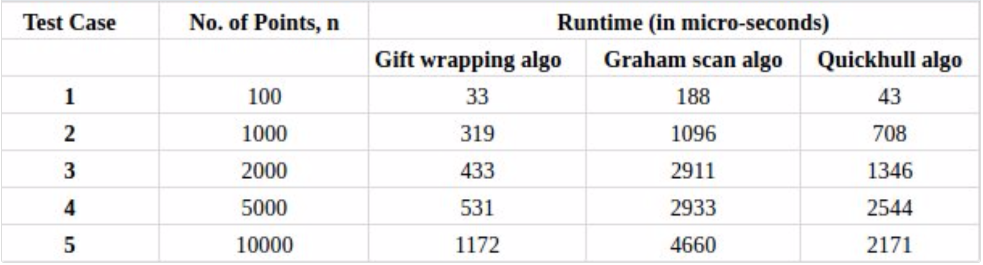 Test Case No. of Points, n Runtime (in micro-seconds)
Gift wrapping algo Graham scan algo Quickhull algo
1 100 33 188 43
2 1000 319 1096 708
3 2000 433 2911 1346
4 5000 531 2933 2544
5 10000 1172 4660 2171